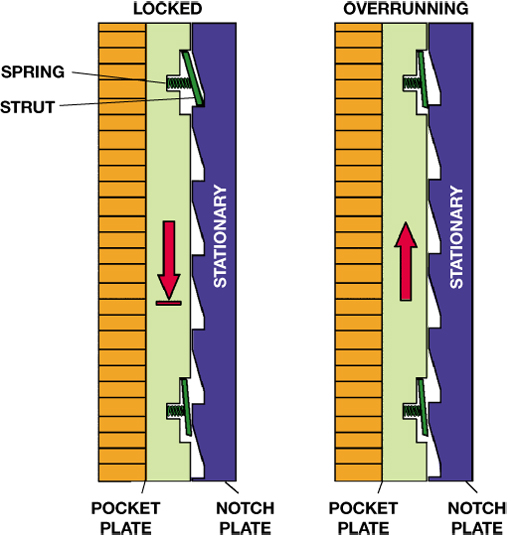 LOCKED
OVERRUNNING
SPRING
STRUT
STATIONARY
STATIONARY
POCKET
PLATE
NOTCH
PLATE
POCKET
PLATE
NOTCH
PLATE